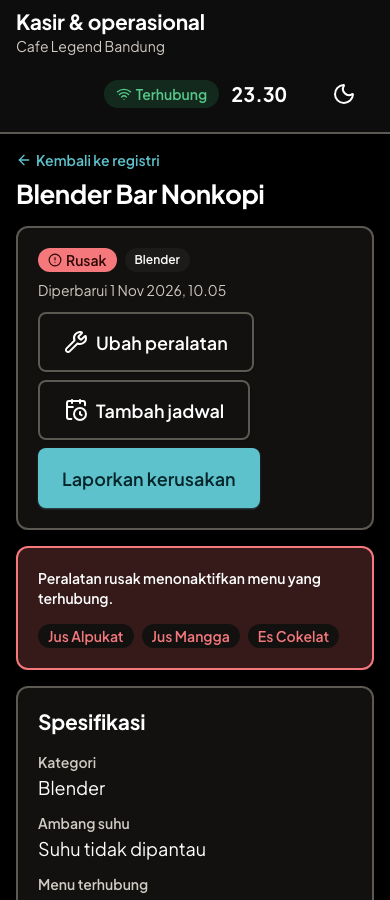 Kasir & operasional
Cafe Legend Bandung
Terhubung 23.30
Kembali ke registri
Blender Bar Nonkopi
Rusak Blender
Diperbarui 1 Nov 2026, 10.05
Ubah peralatan
Tambah jadwal
Laporkan kerusakan
Peralatan rusak menonaktifkan menu yang
terhubung.
Jus Alpukat Jus Mangga Es Cokelat
Spesifikasi
Kategori
Blender
Ambang suhu
Suhu tidak dipantau
Menu terhubung